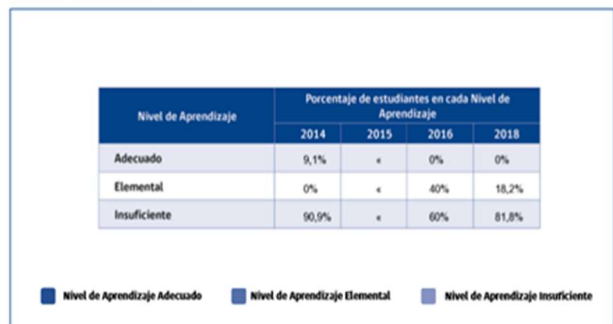 Nivel de Aprendizaje
Porcentaje de estudiantes en cada Nivel de
Aprendizaje
2014 2015 2016 2018
Adecuado 9,1% « 0% 0%
Elemental 0% « 40% 18,2%
Insuficiente 90,9% « 60% 81,8%
Nivel de Aprendizaje Adecuado Nivel de Aprendizaje Elemental Nivel de Aprendizaje Insuficiente